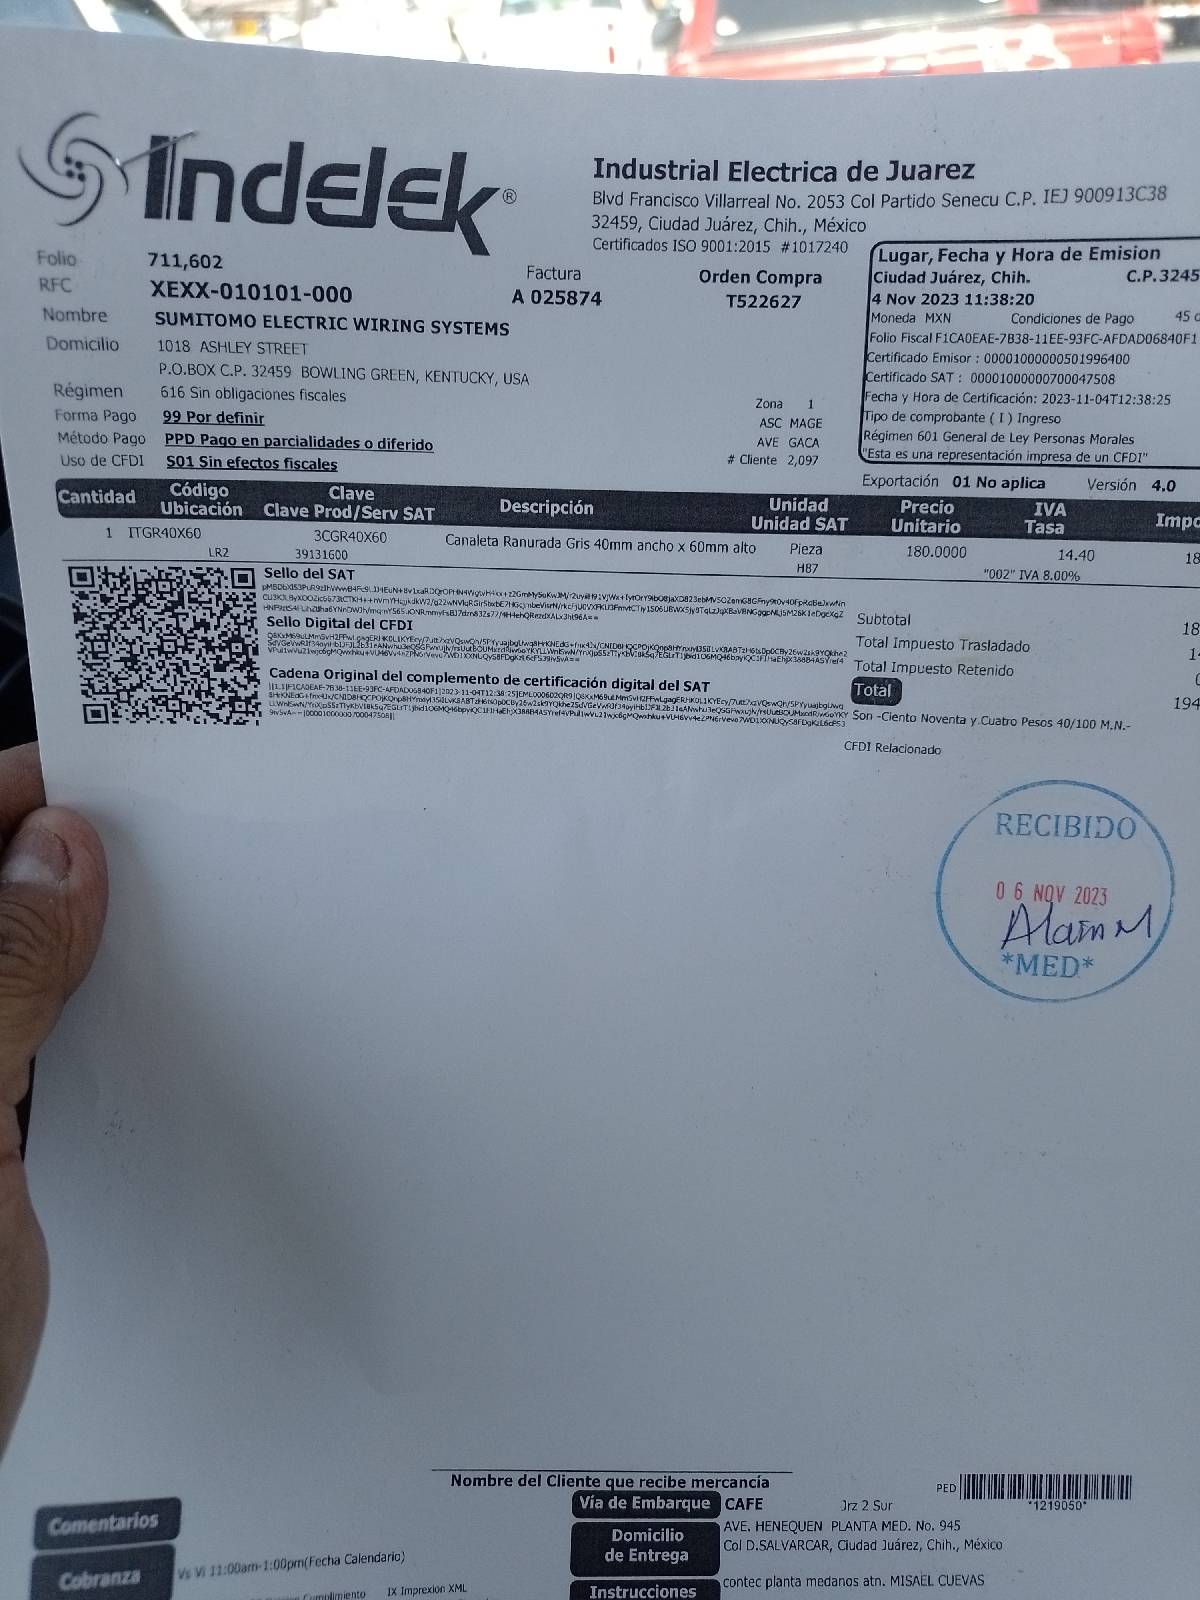 Indelek®
Industrial Electrica de Juarez
Blvd Francisco Villarreal No. 2053 Col Partido Senecu C.P. IEJ 900913C38
32459, Ciudad Juárez, Chih., México
Certificados ISO 9001:2015 #1017240
Folio 711,602
RFC XEXX-010101-000
Factura
A 025874
Orden Compra
T522627
Nombre SUMITOMO ELECTRIC WIRING SYSTEMS
Domicilio 1018 ASHLEY STREET
P.O.BOX C.P. 32459 BOWLING GREEN, KENTUCKY, USA
Régimen 616 Sin obligaciones fiscales
Forma Pago 99 Por definir
Método Pago PPD Pago en parcialidades o diferido
Uso de CFDI S01 Sin efectos fiscales
Zona 1
ASC MAGE
AVE GACA
# Cliente 2,097
Lugar, Fecha y Hora de Emision
Ciudad Juárez, Chih. C.P.3245
4 Nov 2023 11:38:20
Moneda MXN Condiciones de Pago 45
Folio Fiscal F1CA0EAE-7B38-11EE-93FC-AFDAD06840F1
Certificado Emisor : 00001000000501996400
Certificado SAT : 00001000000700047508
Fecha y Hora de Certificación: 2023-11-04T12:38:25
Tipo de comprobante ( I ) Ingreso
Régimen 601 General de Ley Personas Morales
"Esta es una representación impresa de un CFDI"
Exportación 01 No aplica Versión 4.0
Cantidad Código Ubicación Clave Clave Prod/Serv SAT Descripción Unidad Unidad SAT Precio Unitario IVA Tasa Impo
1 ITGR40X60 3CGR40X60 Canaleta Ranurada Gris 40mm ancho x 60mm alto Pieza 180.0000 14.40 18
LR2 39131600 H87 "002" IVA 8.00%
Sello del SAT
Sello Digital del CFDI
Cadena Original del complemento de certificación digital del SAT
Subtotal 18
Total Impuesto Trasladado 1
Total Impuesto Retenido
Total 194
Son -Ciento Noventa y Cuatro Pesos 40/100 M.N.-
CFDI Relacionado
RECIBIDO
06 NOV 2023
Alain M
*MED*
Nombre del Cliente que recibe mercancía
PED *1219050*
Vía de Embarque CAFE Jrz 2 Sur
Domicilio de Entrega AVE. HENEQUEN PLANTA MED. No. 945
Col D.SALVARCAR, Ciudad Juárez, Chih., México
Instrucciones contec planta medanos atn. MISAEL CUEVAS
Comentarios
Cobranza Vs Vi 11:00am-1:00pm(Fecha Calendario)
IX Imprexion XML